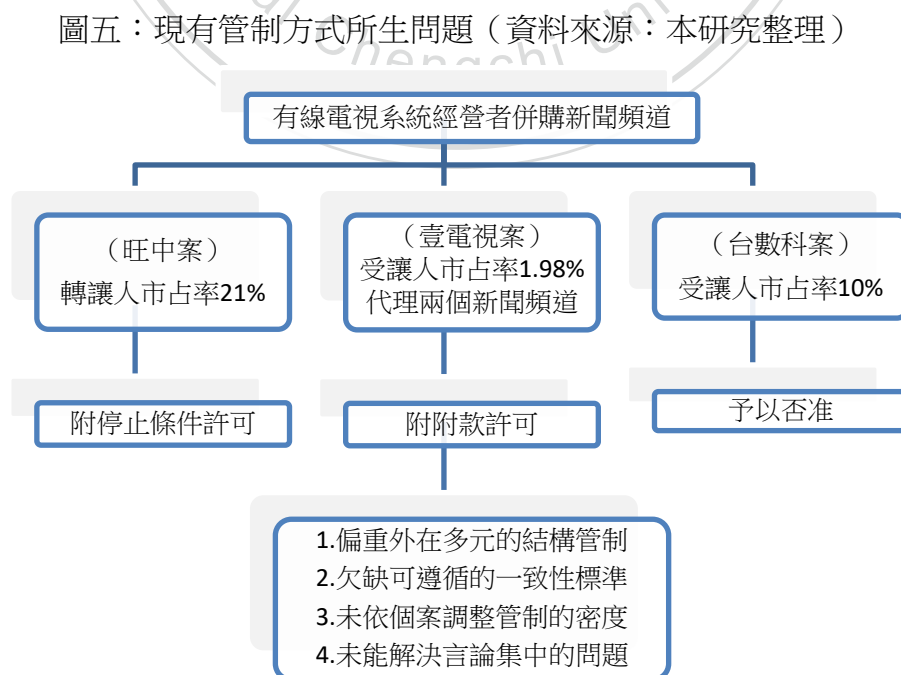 圖五：現有管制方式所生問題（資料來源：本研究整理）
Chengchi Uni
有線電視系統經營者併購新聞頻道
（旺中案）
轉讓人市占率21%
（壹電視案）
受讓人市占率1.98%
代理兩個新聞頻道
（台數科案）
受讓人市占率10%
附停止條件許可
附附款許可
予以否准
1.偏重外在多元的結構管制
2.欠缺可遵循的一致性標準
3.未依個案調整管制的密度
4.未能解決言論集中的問題